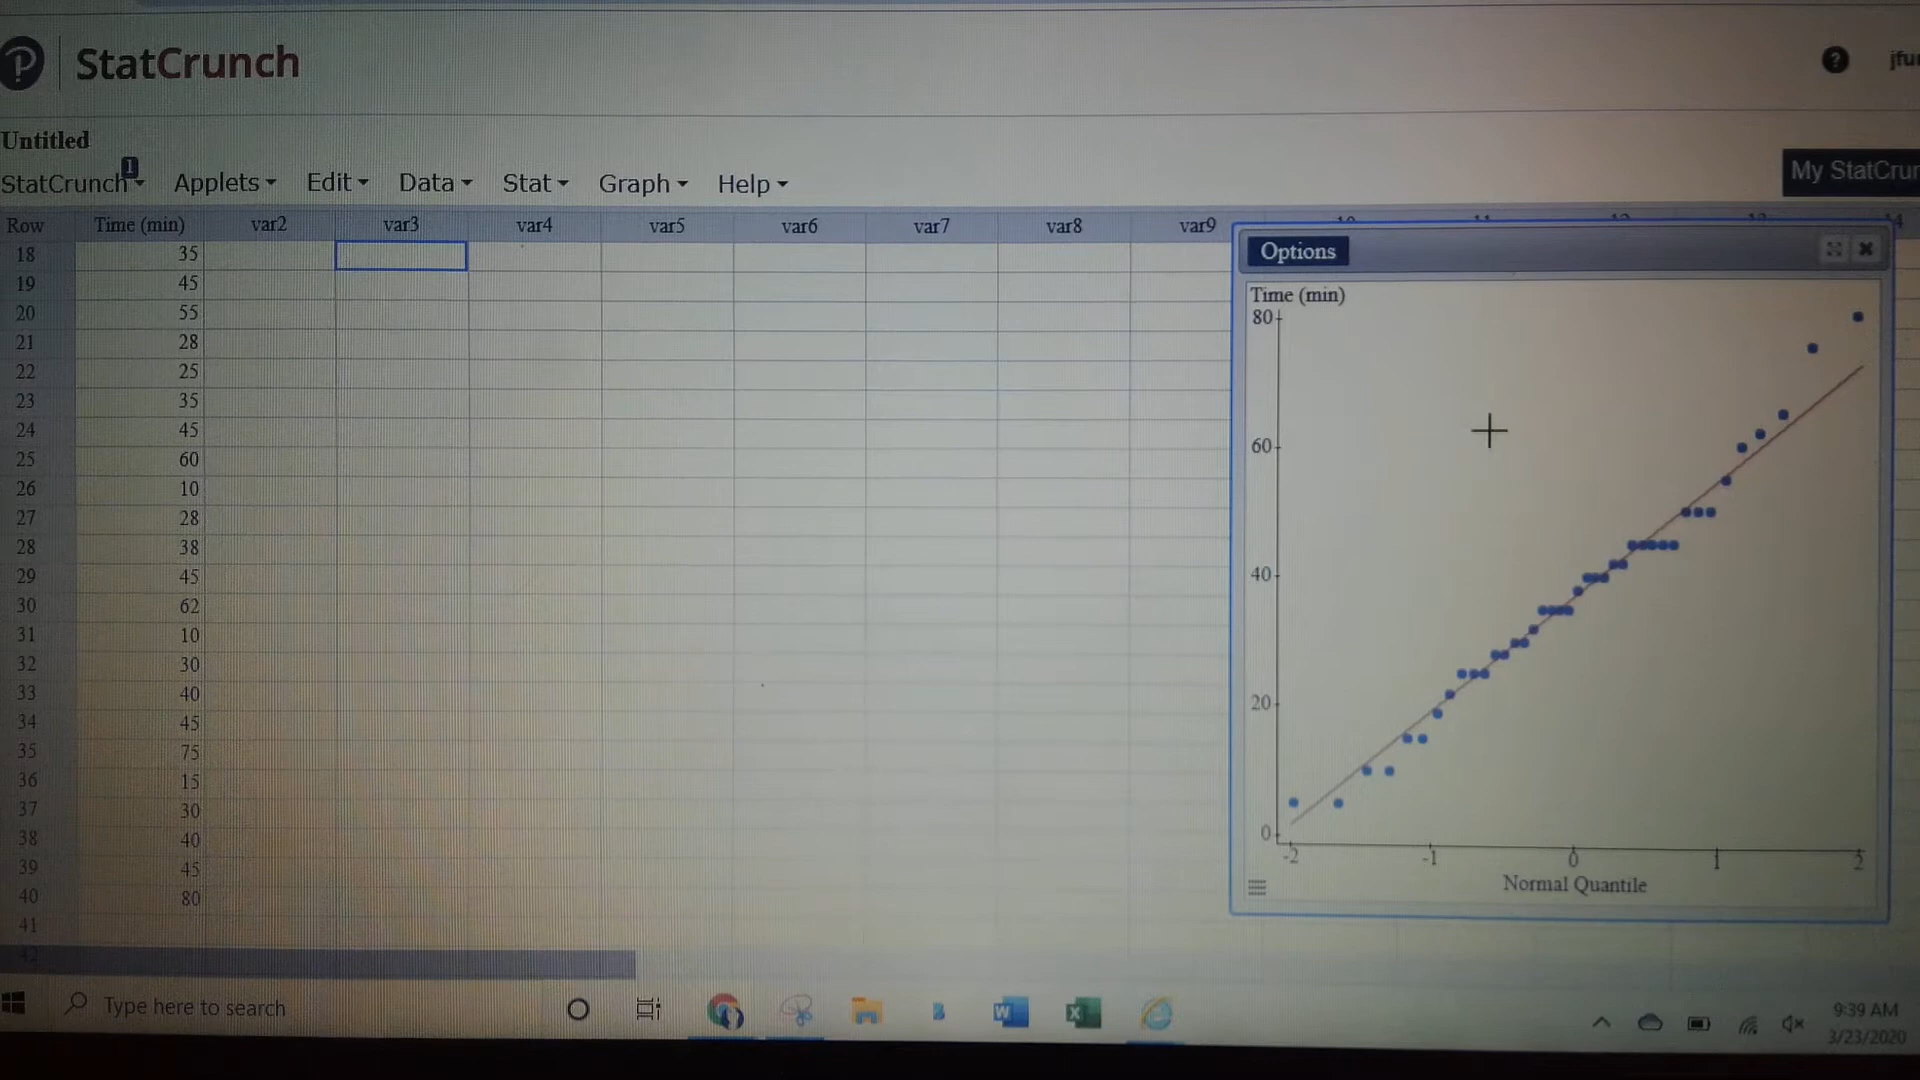 StatCrunch
?
jfu
Untitled
StatCrunch 1 Applets Edit Data Stat Graph Help
My StatCrun
Row Time (min) var2 var3 var4 var5 var6 var7 var8 var9
18 35
19 45
20 55
21 28
22 25
23 35
24 45
25 60
26 10
27 28
28 38
29 45
30 62
31 10
32 30
33 40
34 45
35 75
36 15
37 30
38 40
39 45
40 80
41
42
Options
Time (min)
80
60
40
20
0
-2 -1 0 1 2
Normal Quantile
Type here to search
9:39 AM
3/23/2020